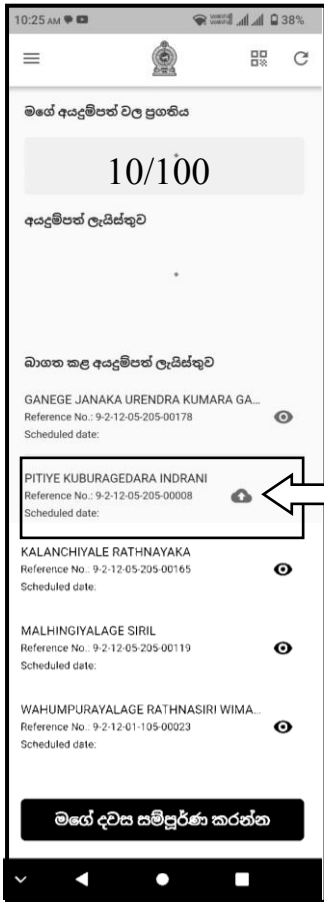 10:25 AM 38%
මගේ අයදුම්පත් වල ප්‍රගතිය
10/100
අයදුම්පත් ලැයිස්තුව
බාගත කළ අයදුම්පත් ලැයිස්තුව
GANEGE JANAKA URENDRA KUMARA GA...
Reference No.: 9-2-12-05-205-00178
Scheduled date:
PITIYE KUBURAGEDARA INDRANI
Reference No.: 9-2-12-05-205-00008
Scheduled date:
KALANCHIYALE RATHNAYAKA
Reference No.: 9-2-12-05-205-00165
Scheduled date:
MALHINGIYALAGE SIRIL
Reference No.: 9-2-12-05-205-00119
Scheduled date:
WAHUMPURAYALAGE RATHNASIRI WIMA...
Reference No.: 9-2-12-01-105-00023
Scheduled date:
මගේ දවස සම්පූර්ණ කරන්න